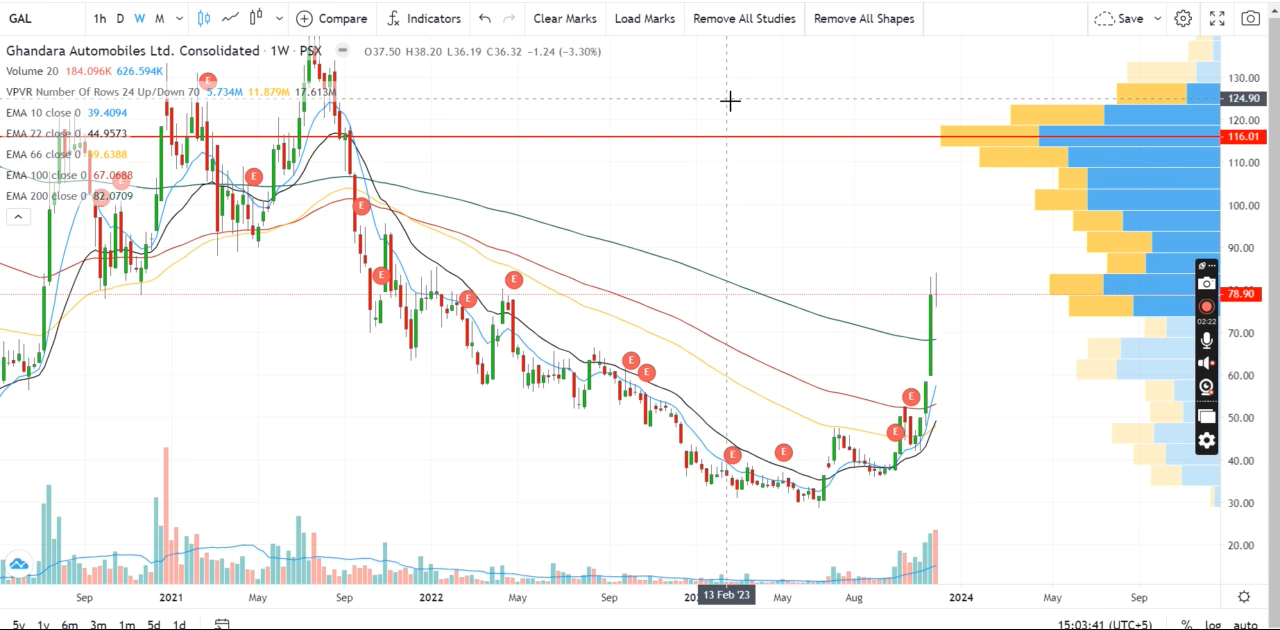 GAL 1h D W M Compare Indicators Clear Marks Load Marks Remove All Studies Remove All Shapes Save
Ghandara Automobiles Ltd. Consolidated · 1W · PSX O37.50 H38.20 L36.19 C36.32 −1.24 (−3.30%)
Volume 20 184.096K 626.594K
VPVR Number Of Rows 24 Up/Down 70 5.734M 11.879M 17.613M
EMA 10 close 0 39.4094
EMA 22 close 0 44.9573
EMA 66 close 0 49.6388
EMA 100 close 0 67.0688
EMA 200 close 0 82.0709
E E E E E E E E E E E E E E E
130.00
124.90
120.00
116.01
110.00
100.00
90.00
78.90
70.00
60.00
50.00
40.00
30.00
20.00
02:22
Sep 2021 May Sep 2022 May Sep 13 Feb '23 May Aug 2024 May Sep
5y 1y 6m 3m 1m 5d 1d 15:03:41 (UTC+5) % log auto